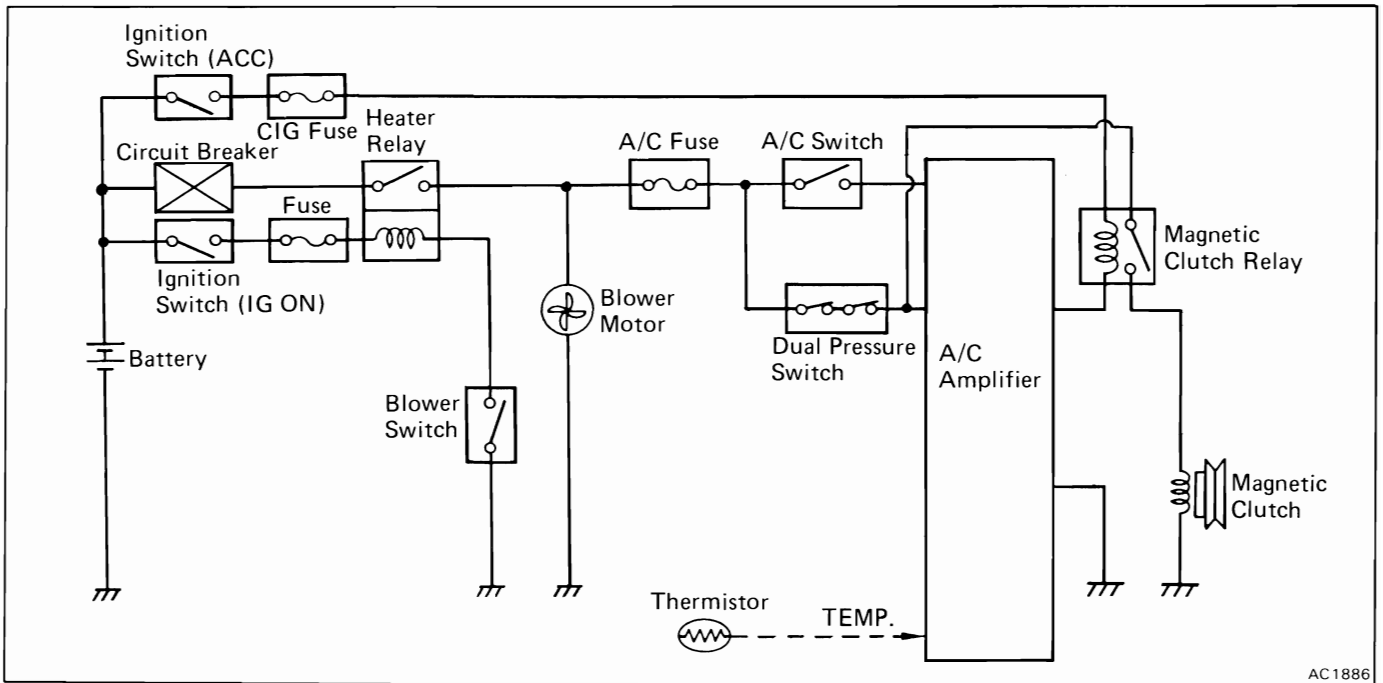 Ignition
Switch (ACC)
CIG Fuse
Heater
Relay
Circuit Breaker
A/C Fuse
A/C Switch
Fuse
Ignition
Switch (IG ON)
Magnetic
Clutch Relay
Blower
Motor
Dual Pressure
Switch
A/C
Amplifier
Battery
Blower
Switch
Magnetic
Clutch
Thermistor
TEMP.
AC1886